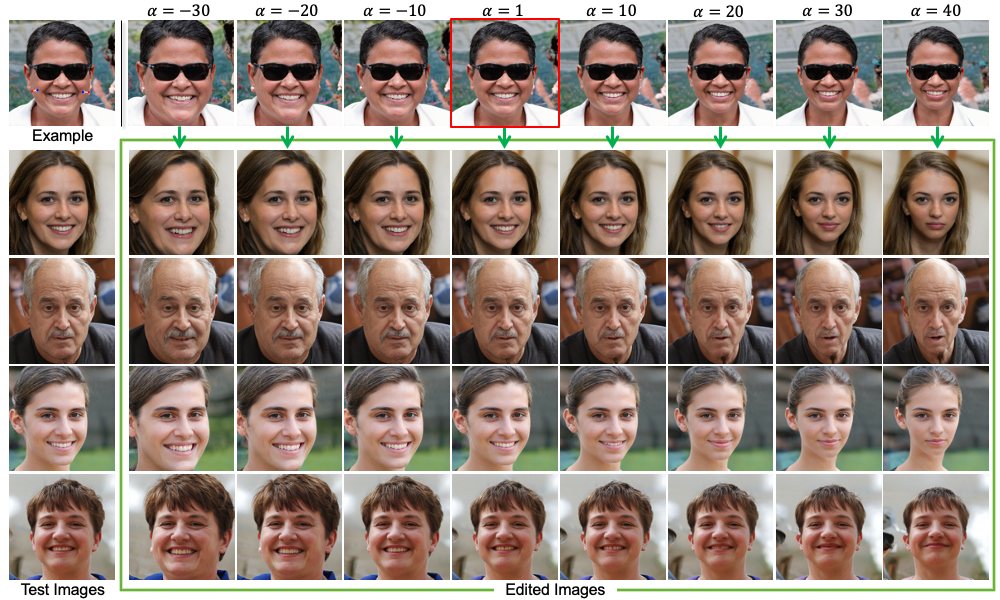 α = −30 α = −20 α = −10 α = 1 α = 10 α = 20 α = 30 α = 40
Example
Test Images Edited Images